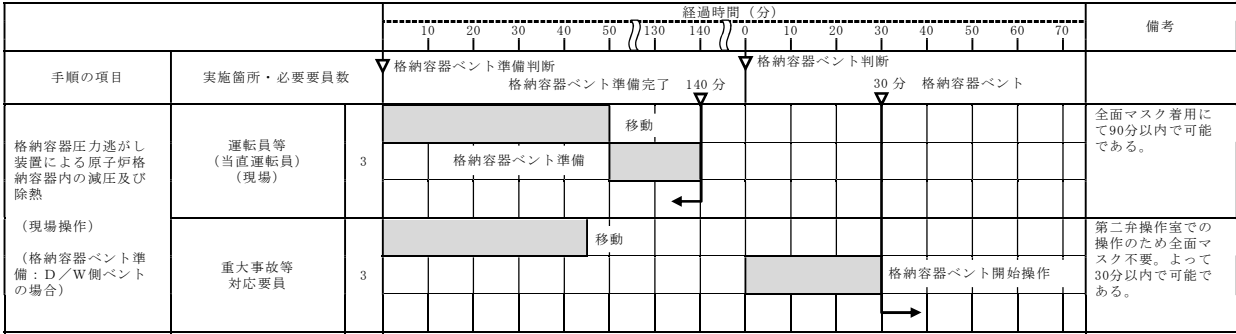 経過時間（分）
備考
10 20 30 40 50 130 140 0 10 20 30 40 50 60 70
手順の項目
実施箇所・必要要員数
格納容器ベント準備判断
格納容器ベント準備完了 140分
格納容器ベント判断
30分 格納容器ベント
格納容器圧力逃がし
装置による原子炉格
納容器内の減圧及び
除熱
（現場操作）
（格納容器ベント準
備：D／W側ベント
の場合）
運転員等
（当直運転員）
（現場）
3
移動
格納容器ベント準備
全面マスク着用に
て90分以内で可能
である。
重大事故等
対応要員
3
移動
格納容器ベント開始操作
第二弁操作室での
操作のため全面マ
スク不要。よって
30分以内で可能で
ある。